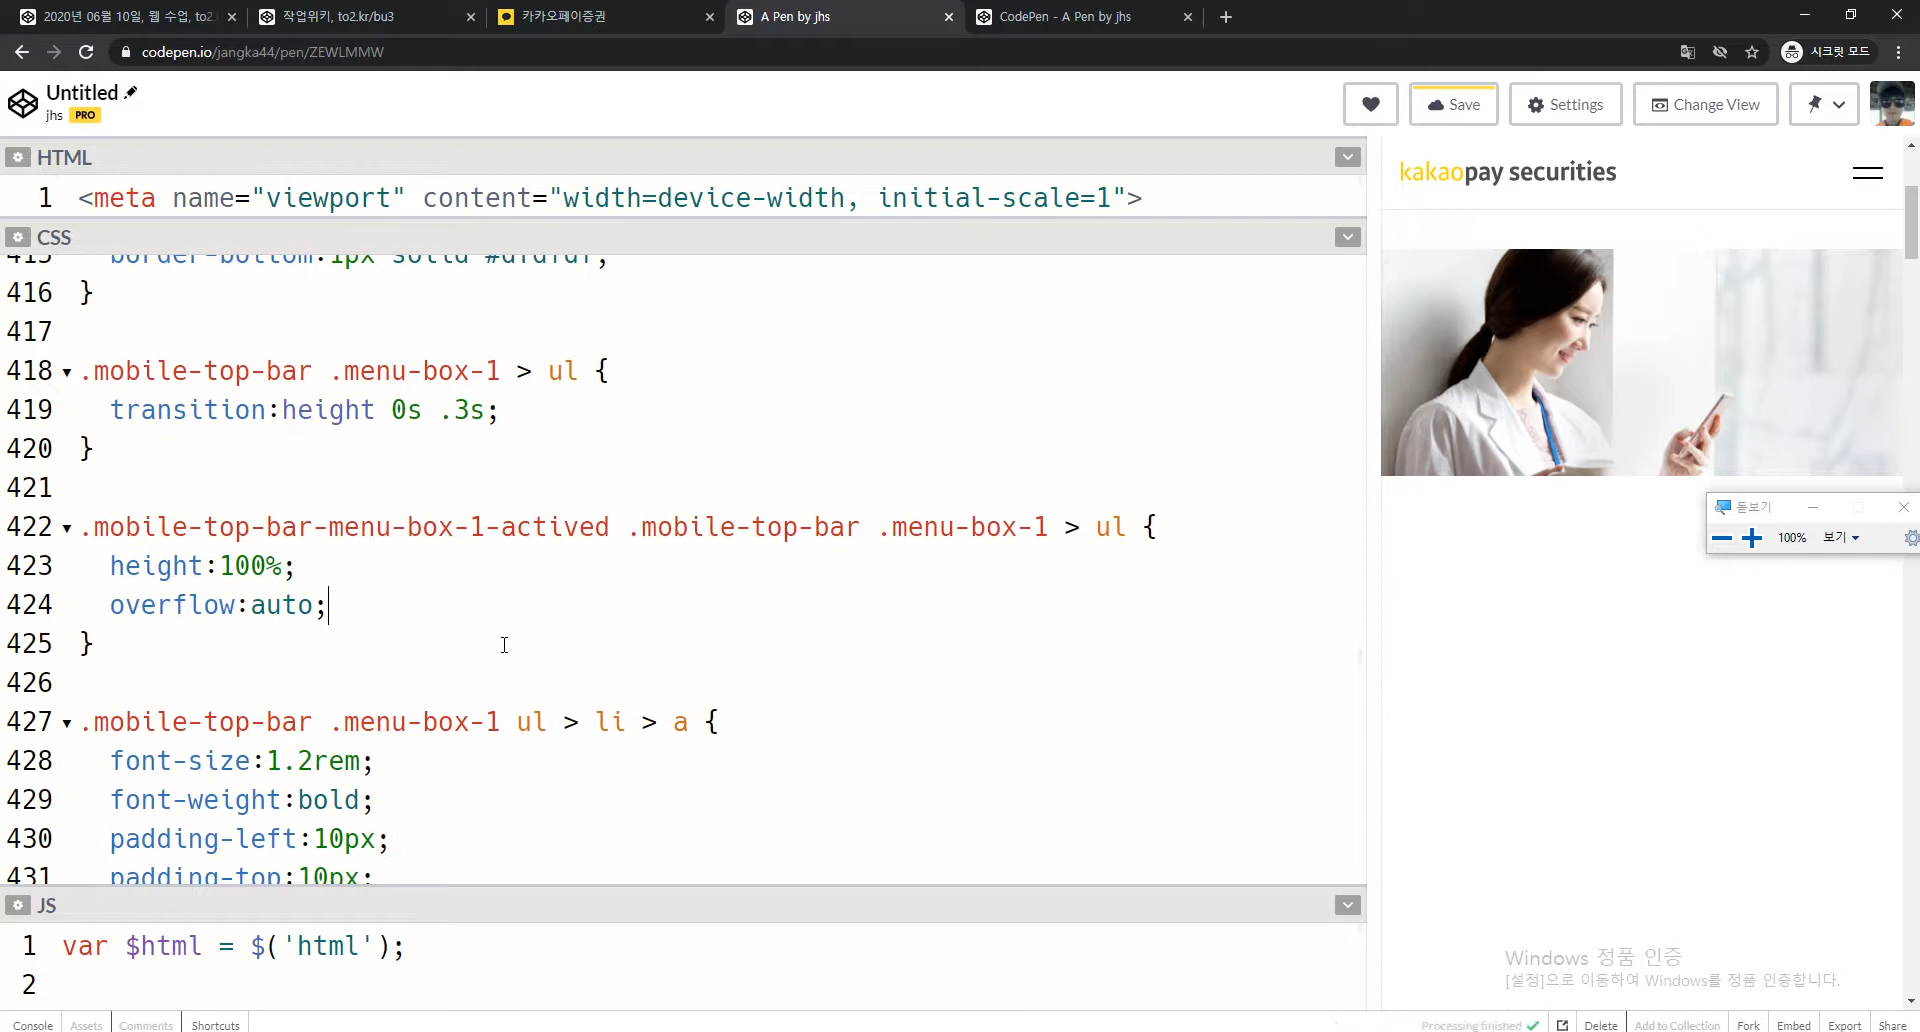 2020년 06월 10일, 웹 수업, to2.
작업위키, to2.kr/bu3
카카오페이증권
A Pen by jhs
CodePen - A Pen by jhs
codepen.io/jangka44/pen/ZEWLMMW
시크릿 모드
Untitled
jhs PRO
Save
Settings
Change View
HTML
1 <meta name="viewport" content="width=device-width, initial-scale=1">
CSS
415 border-bottom:1px solid #dfdfdf;
416 }
417
418 .mobile-top-bar .menu-box-1 > ul {
419 transition:height 0s .3s;
420 }
421
422 .mobile-top-bar-menu-box-1-actived .mobile-top-bar .menu-box-1 > ul {
423 height:100%;
424 overflow:auto;
425 }
426
427 .mobile-top-bar .menu-box-1 ul > li > a {
428 font-size:1.2rem;
429 font-weight:bold;
430 padding-left:10px;
431 padding-top:10px;
JS
1 var $html = $('html');
2
kakaopay securities
돋보기
100% 보기
Windows 정품 인증
[설정]으로 이동하여 Windows를 정품 인증합니다.
Console Assets Comments Shortcuts
Processing finished Delete Add to Collection Fork Embed Export Share